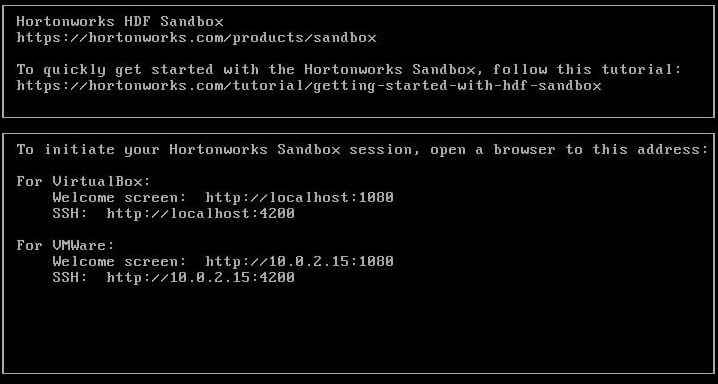 Hortonworks HDF Sandbox
https://hortonworks.com/products/sandbox
To quickly get started with the Hortonworks Sandbox, follow this tutorial:
https://hortonworks.com/tutorial/getting-started-with-hdf-sandbox
To initiate your Hortonworks Sandbox session, open a browser to this address:
For VirtualBox:
Welcome screen: http://localhost:1080
SSH: http://localhost:4200
For VMWare:
Welcome screen: http://10.0.2.15:1080
SSH: http://10.0.2.15:4200